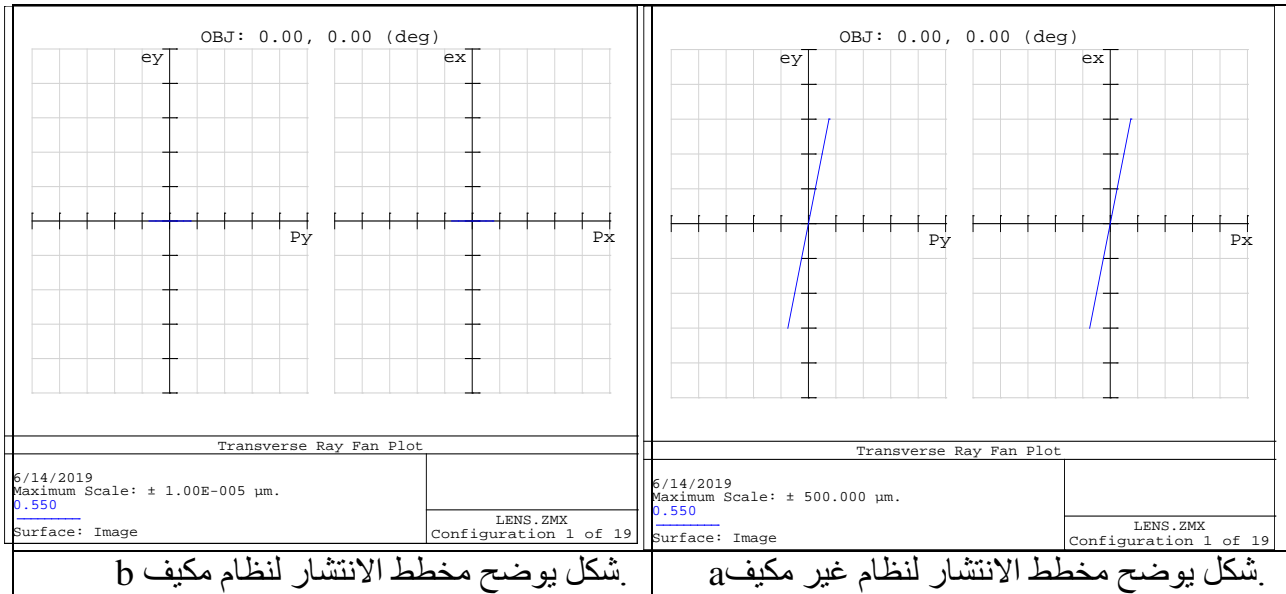 OBJ: 0.00, 0.00 (deg)
ey
ex
Py
Px
Transverse Ray Fan Plot
6/14/2019
Maximum Scale: ± 1.00E-005 µm.
0.550
Surface: Image
LENS.ZMX
Configuration 1 of 19
.شكل يوضح مخطط الانتشار لنظام مكيف b
OBJ: 0.00, 0.00 (deg)
ey
ex
Py
Px
Transverse Ray Fan Plot
6/14/2019
Maximum Scale: ± 500.000 µm.
0.550
Surface: Image
LENS.ZMX
Configuration 1 of 19
.شكل يوضح مخطط الانتشار لنظام غير مكيفa